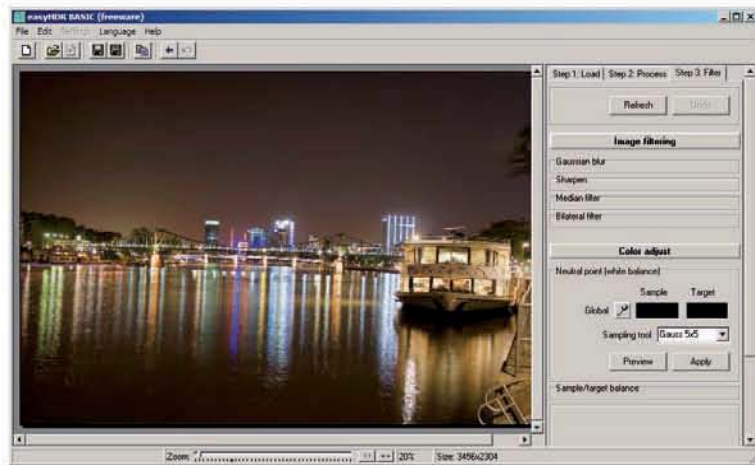 easyHDR BASIC (freeware)
File Edit Settings Language Help
Step 1: Load Step 2: Process Step 3: Filter
Refresh Undo
Image filtering
Gaussian blur
Sharpen
Median filter
Bilateral filter
Color adjust
Neutral point (white balance)
Sample Target
Global
Sampling tool Gauss 5x5
Preview Apply
Sample/target balance
Zoom: 20% Size: 3456x2304